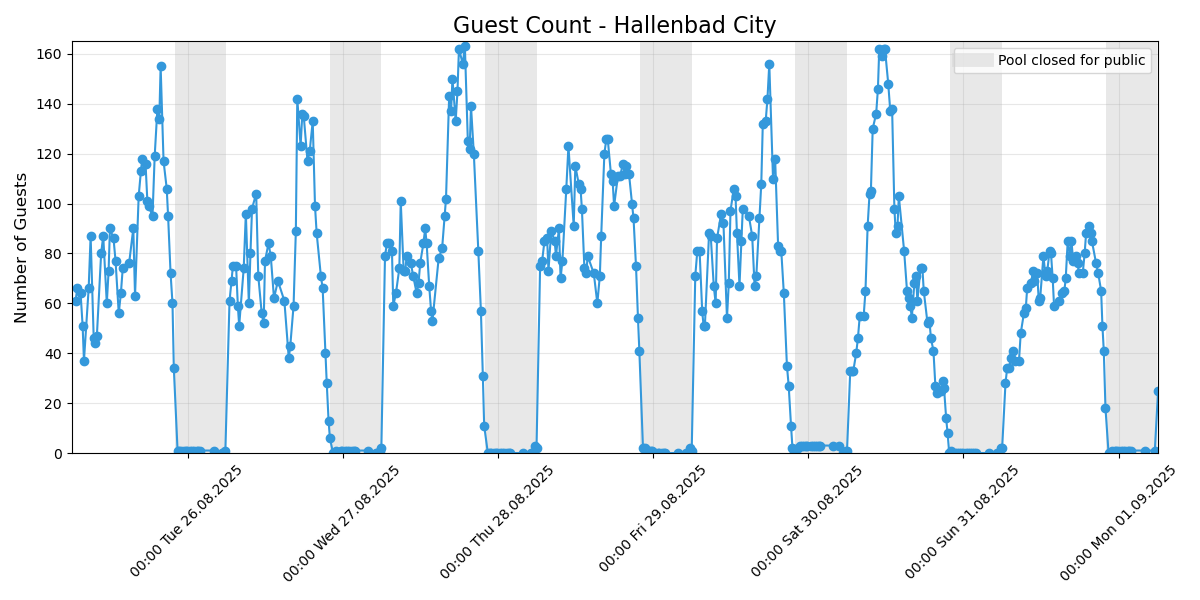 Guest Count - Hallenbad City
Pool closed for public
Number of Guests
160
140
120
100
80
60
40
20
0
00:00 Tue 26.08.2025
00:00 Wed 27.08.2025
00:00 Thu 28.08.2025
00:00 Fri 29.08.2025
00:00 Sat 30.08.2025
00:00 Sun 31.08.2025
00:00 Mon 01.09.2025